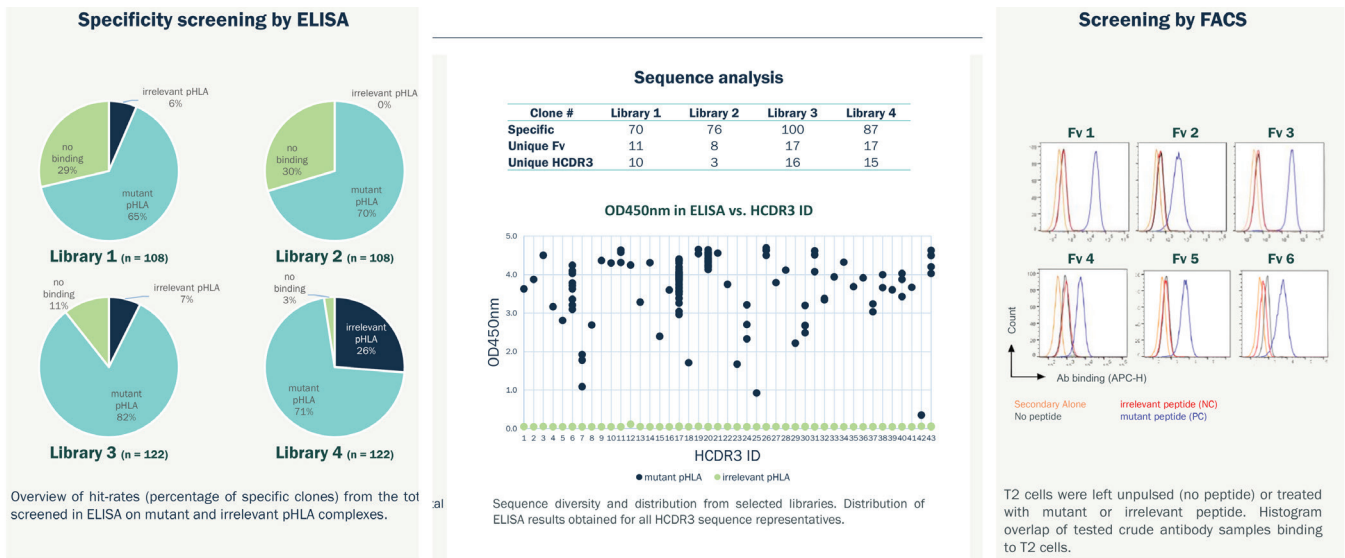 Specificity screening by ELISA
irrelevant pHLA
6%
no
binding
29%
mutant
pHLA
65%
Library 1 (n = 108)
irrelevant pHLA
0%
no
binding
30%
mutant
pHLA
70%
Library 2 (n = 108)
no
binding
11%
irrelevant pHLA
7%
mutant
pHLA
82%
Library 3 (n = 122)
no
binding
3%
irrelevant
pHLA
26%
mutant
pHLA
71%
Library 4 (n = 122)
Overview of hit-rates (percentage of specific clones) from the total
screened in ELISA on mutant and irrelevant pHLA complexes.
Sequence analysis
Clone # Library 1 Library 2 Library 3 Library 4
Specific 70 76 100 87
Unique Fv 11 8 17 17
Unique HCDR3 10 3 16 15
OD450nm in ELISA vs. HCDR3 ID
OD450nm
5.0
4.0
3.0
2.0
1.0
0.0
1 2 3 4 5 6 7 8 9 10 11 12 13 14 15 16 17 18 19 20 21 22 23 24 25 26 27 28 29 30 31 32 33 34 35 36 37 38 39 40 41 42 43
HCDR3 ID
mutant pHLA irrelevant pHLA
Sequence diversity and distribution from selected libraries. Distribution of
ELISA results obtained for all HCDR3 sequence representatives.
Screening by FACS
Fv 1 Fv 2 Fv 3
Fv 4 Fv 5 Fv 6
Count
Ab binding (APC-H)
Secondary Alone irrelevant peptide (NC)
No peptide mutant peptide (PC)
T2 cells were left unpulsed (no peptide) or treated
with mutant or irrelevant peptide. Histogram
overlap of tested crude antibody samples binding
to T2 cells.